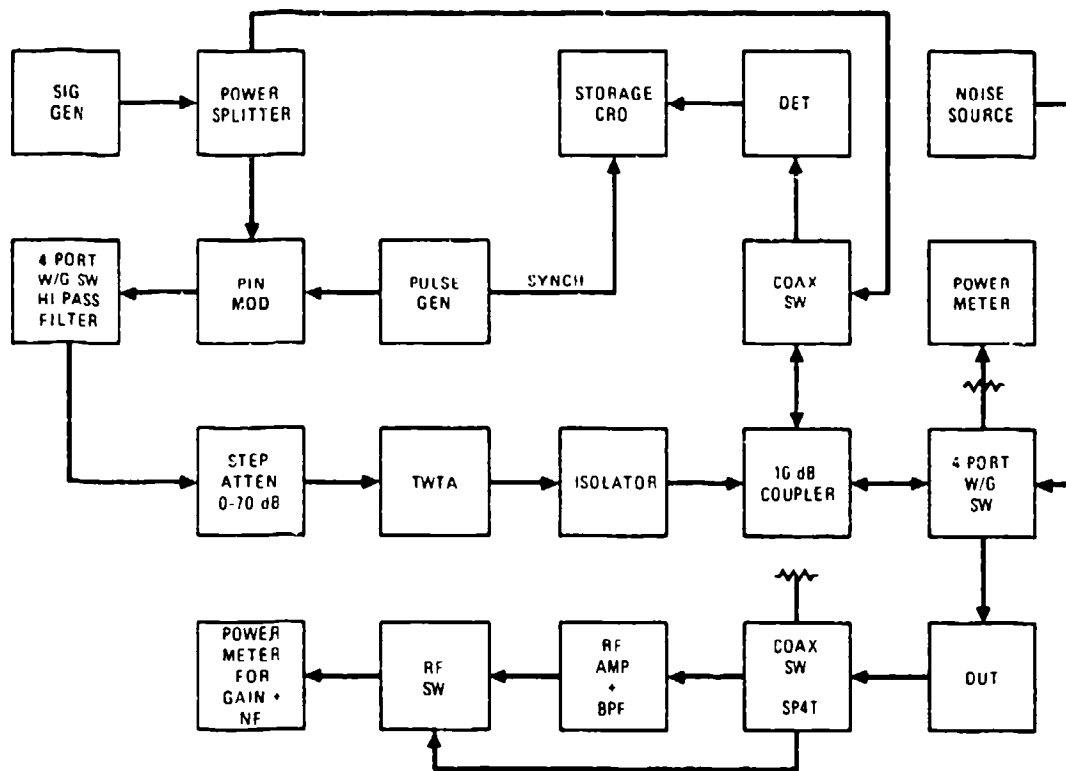 SIG
GEN
POWER
SPLITTER
STORAGE
CRO
DET
NOISE
SOURCE
4 PORT
W/G SW
HI PASS
FILTER
PIN
MOD
PULSE
GEN
SYNCH
COAX
SW
POWER
METER
STEP
ATTEN
0-70 dB
TWTA
ISOLATOR
10 dB
COUPLER
4 PORT
W/G
SW
POWER
METER
FOR
GAIN +
NF
RF
SW
RF
AMP
+
BPF
COAX
SW
SP4T
DUT